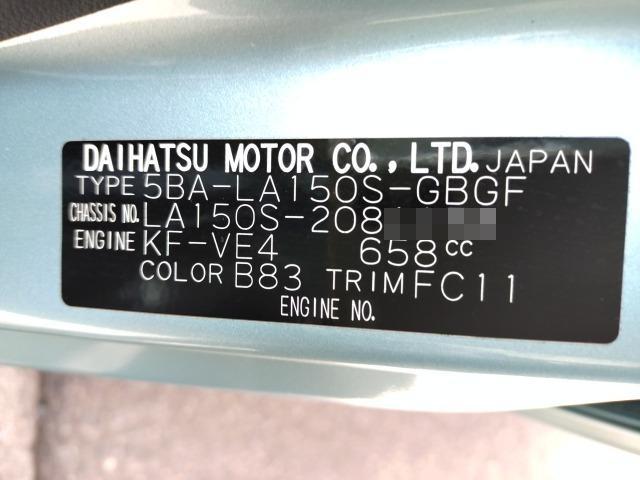 DAIHATSU MOTOR CO., LTD. JAPAN
TYPE 5BA-LA150S-GBGF
CHASSIS NO. LA150S-208
ENGINE KF-VE4 658cc
COLOR B83 TRIM FC11
ENGINE NO.